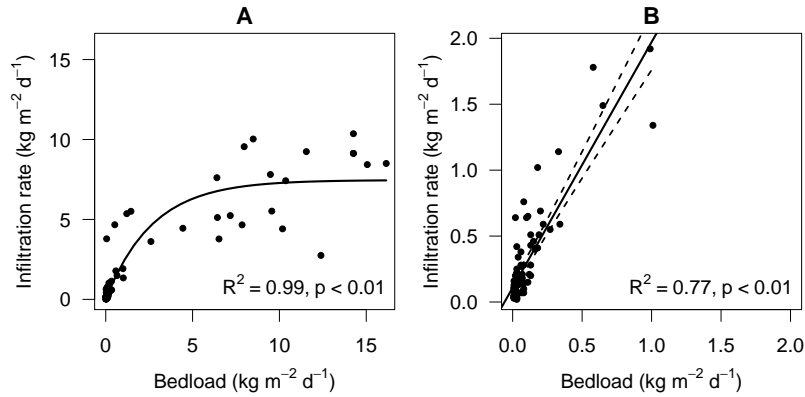 A
Infiltration rate (kg m⁻² d⁻¹)
15
10
5
0
R² = 0.99, p < 0.01
0 5 10 15
Bedload (kg m⁻² d⁻¹)
B
Infiltration rate (kg m⁻² d⁻¹)
2.0
1.5
1.0
0.5
0.0
R² = 0.77, p < 0.01
0.0 0.5 1.0 1.5 2.0
Bedload (kg m⁻² d⁻¹)